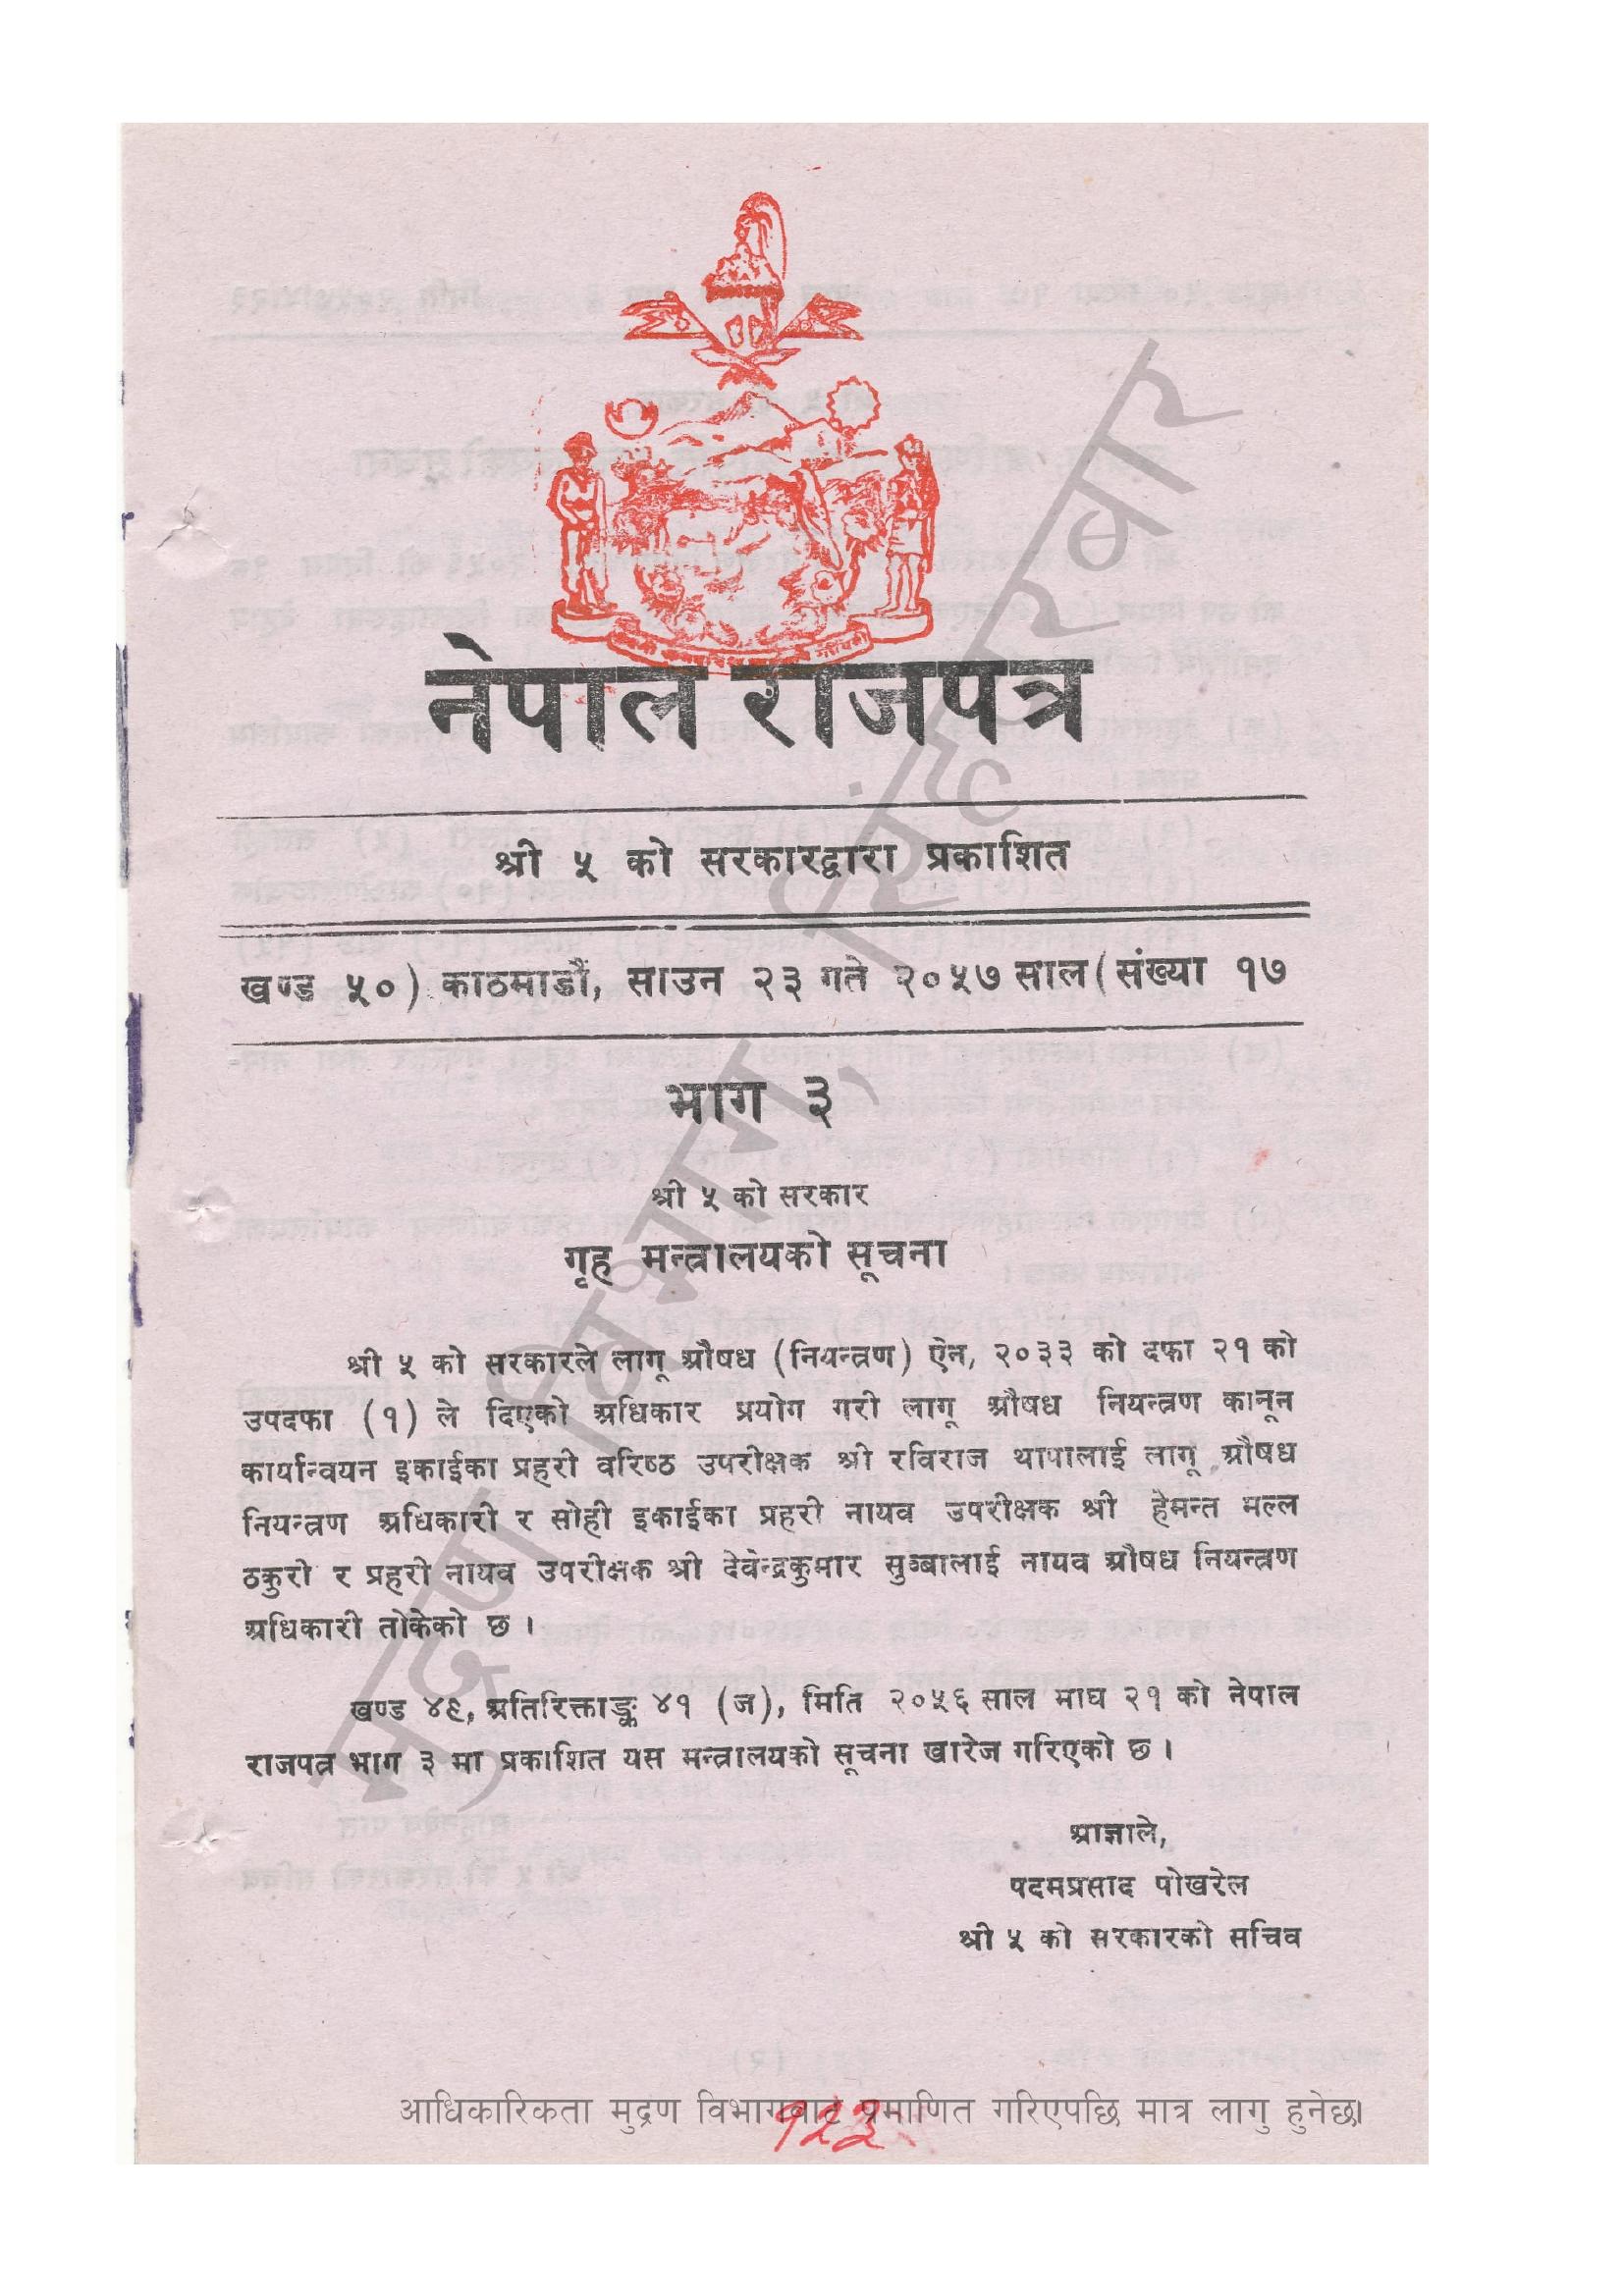 नेपाल राजपत्र
श्री ५ को सरकारद्वारा प्रकाशित
खण्ड ५०) काठमाडौं, साउन २३ गते २०५७ साल (संख्या १७
भाग ३
श्री ५ को सरकार
गृह मन्त्रालयको सूचना
श्री ५ को सरकारले लागू औषध (नियन्त्रण) ऐन, २०३३ को दफा २१ को
उपदफा (१) ले दिएको अधिकार प्रयोग गरी लागू औषध नियन्त्रण कानून
कार्यान्वयन इकाईका प्रहरी वरिष्ठ उपरीक्षक श्री रविराज थापालाई लागू औषध
नियन्त्रण अधिकारी र सोही इकाईका प्रहरी नायव उपरीक्षक श्री हेमन्त मल्ल
ठकुरी र प्रहरी नायव उपरीक्षक श्री देवेन्द्रकुमार सुब्बालाई नायव औषध नियन्त्रण
अधिकारी तोकेको छ ।
खण्ड ४९, अतिरिक्ताङ्क ४१ (ज), मिति २०५६ साल माघ २१ को नेपाल
राजपत्र भाग ३ मा प्रकाशित यस मन्त्रालयको सूचना खारेज गरिएको छ ।
आज्ञाले,
पदमप्रसाद पोखरेल
श्री ५ को सरकारको सचिव
मुद्रण विभाग, सिंहदरवार
आधिकारिकता मुद्रण विभागबाट प्रमाणित गरिएपछि मात्र लागु हुनेछ।
१२३